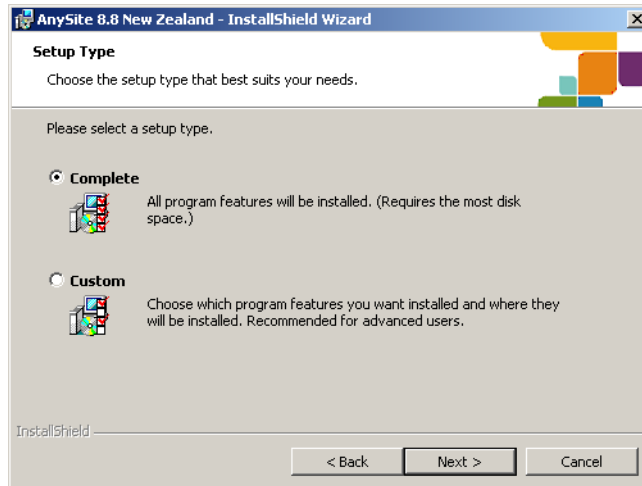 AnySite 8.8 New Zealand - InstallShield Wizard
Setup Type
Choose the setup type that best suits your needs.
Please select a setup type.
Complete
All program features will be installed. (Requires the most disk
space.)
Custom
Choose which program features you want installed and where they
will be installed. Recommended for advanced users.
InstallShield
< Back Next > Cancel